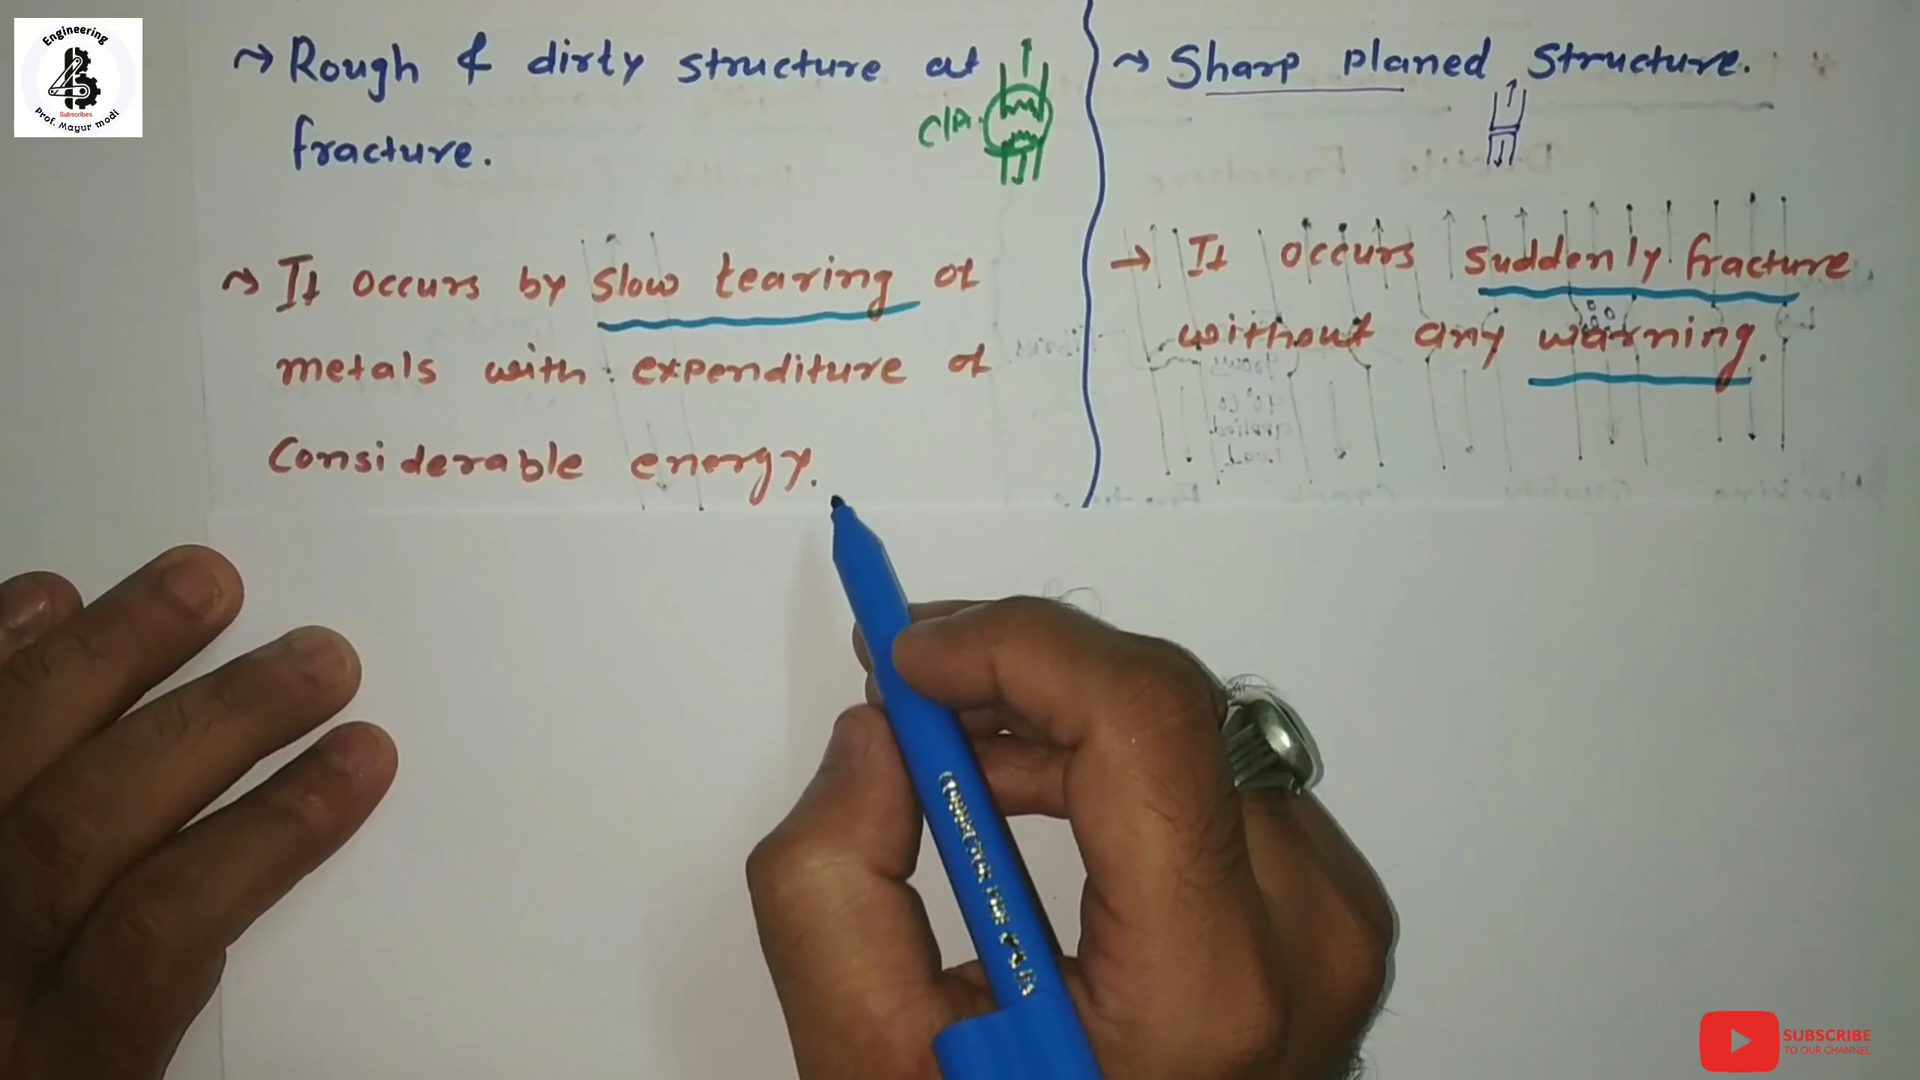 Engineering
Prof. Mayur modi
Subscribes
~> Rough & dirty structure at
fracture.
C/A.
~> It occurs by slow tearing of
metals with expenditure of
considerable energy.
~> Sharp planed structure.
→ It occurs suddenly fracture
without any warning.
SUBSCRIBE
TO OUR CHANNEL